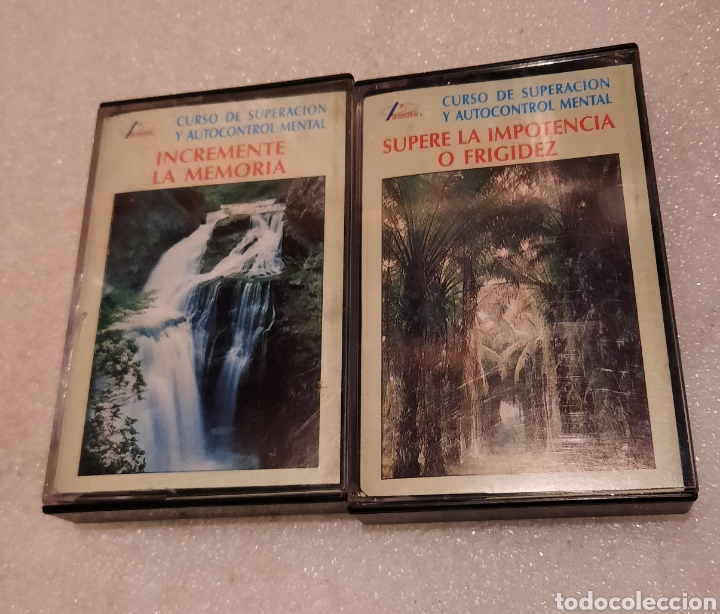 CURSO DE SUPERACION
Y AUTOCONTROL MENTAL
INCREMENTE
LA MEMORIA
CURSO DE SUPERACION
Y AUTOCONTROL MENTAL
SUPERE LA IMPOTENCIA
O FRIGIDEZ
todocoleccion